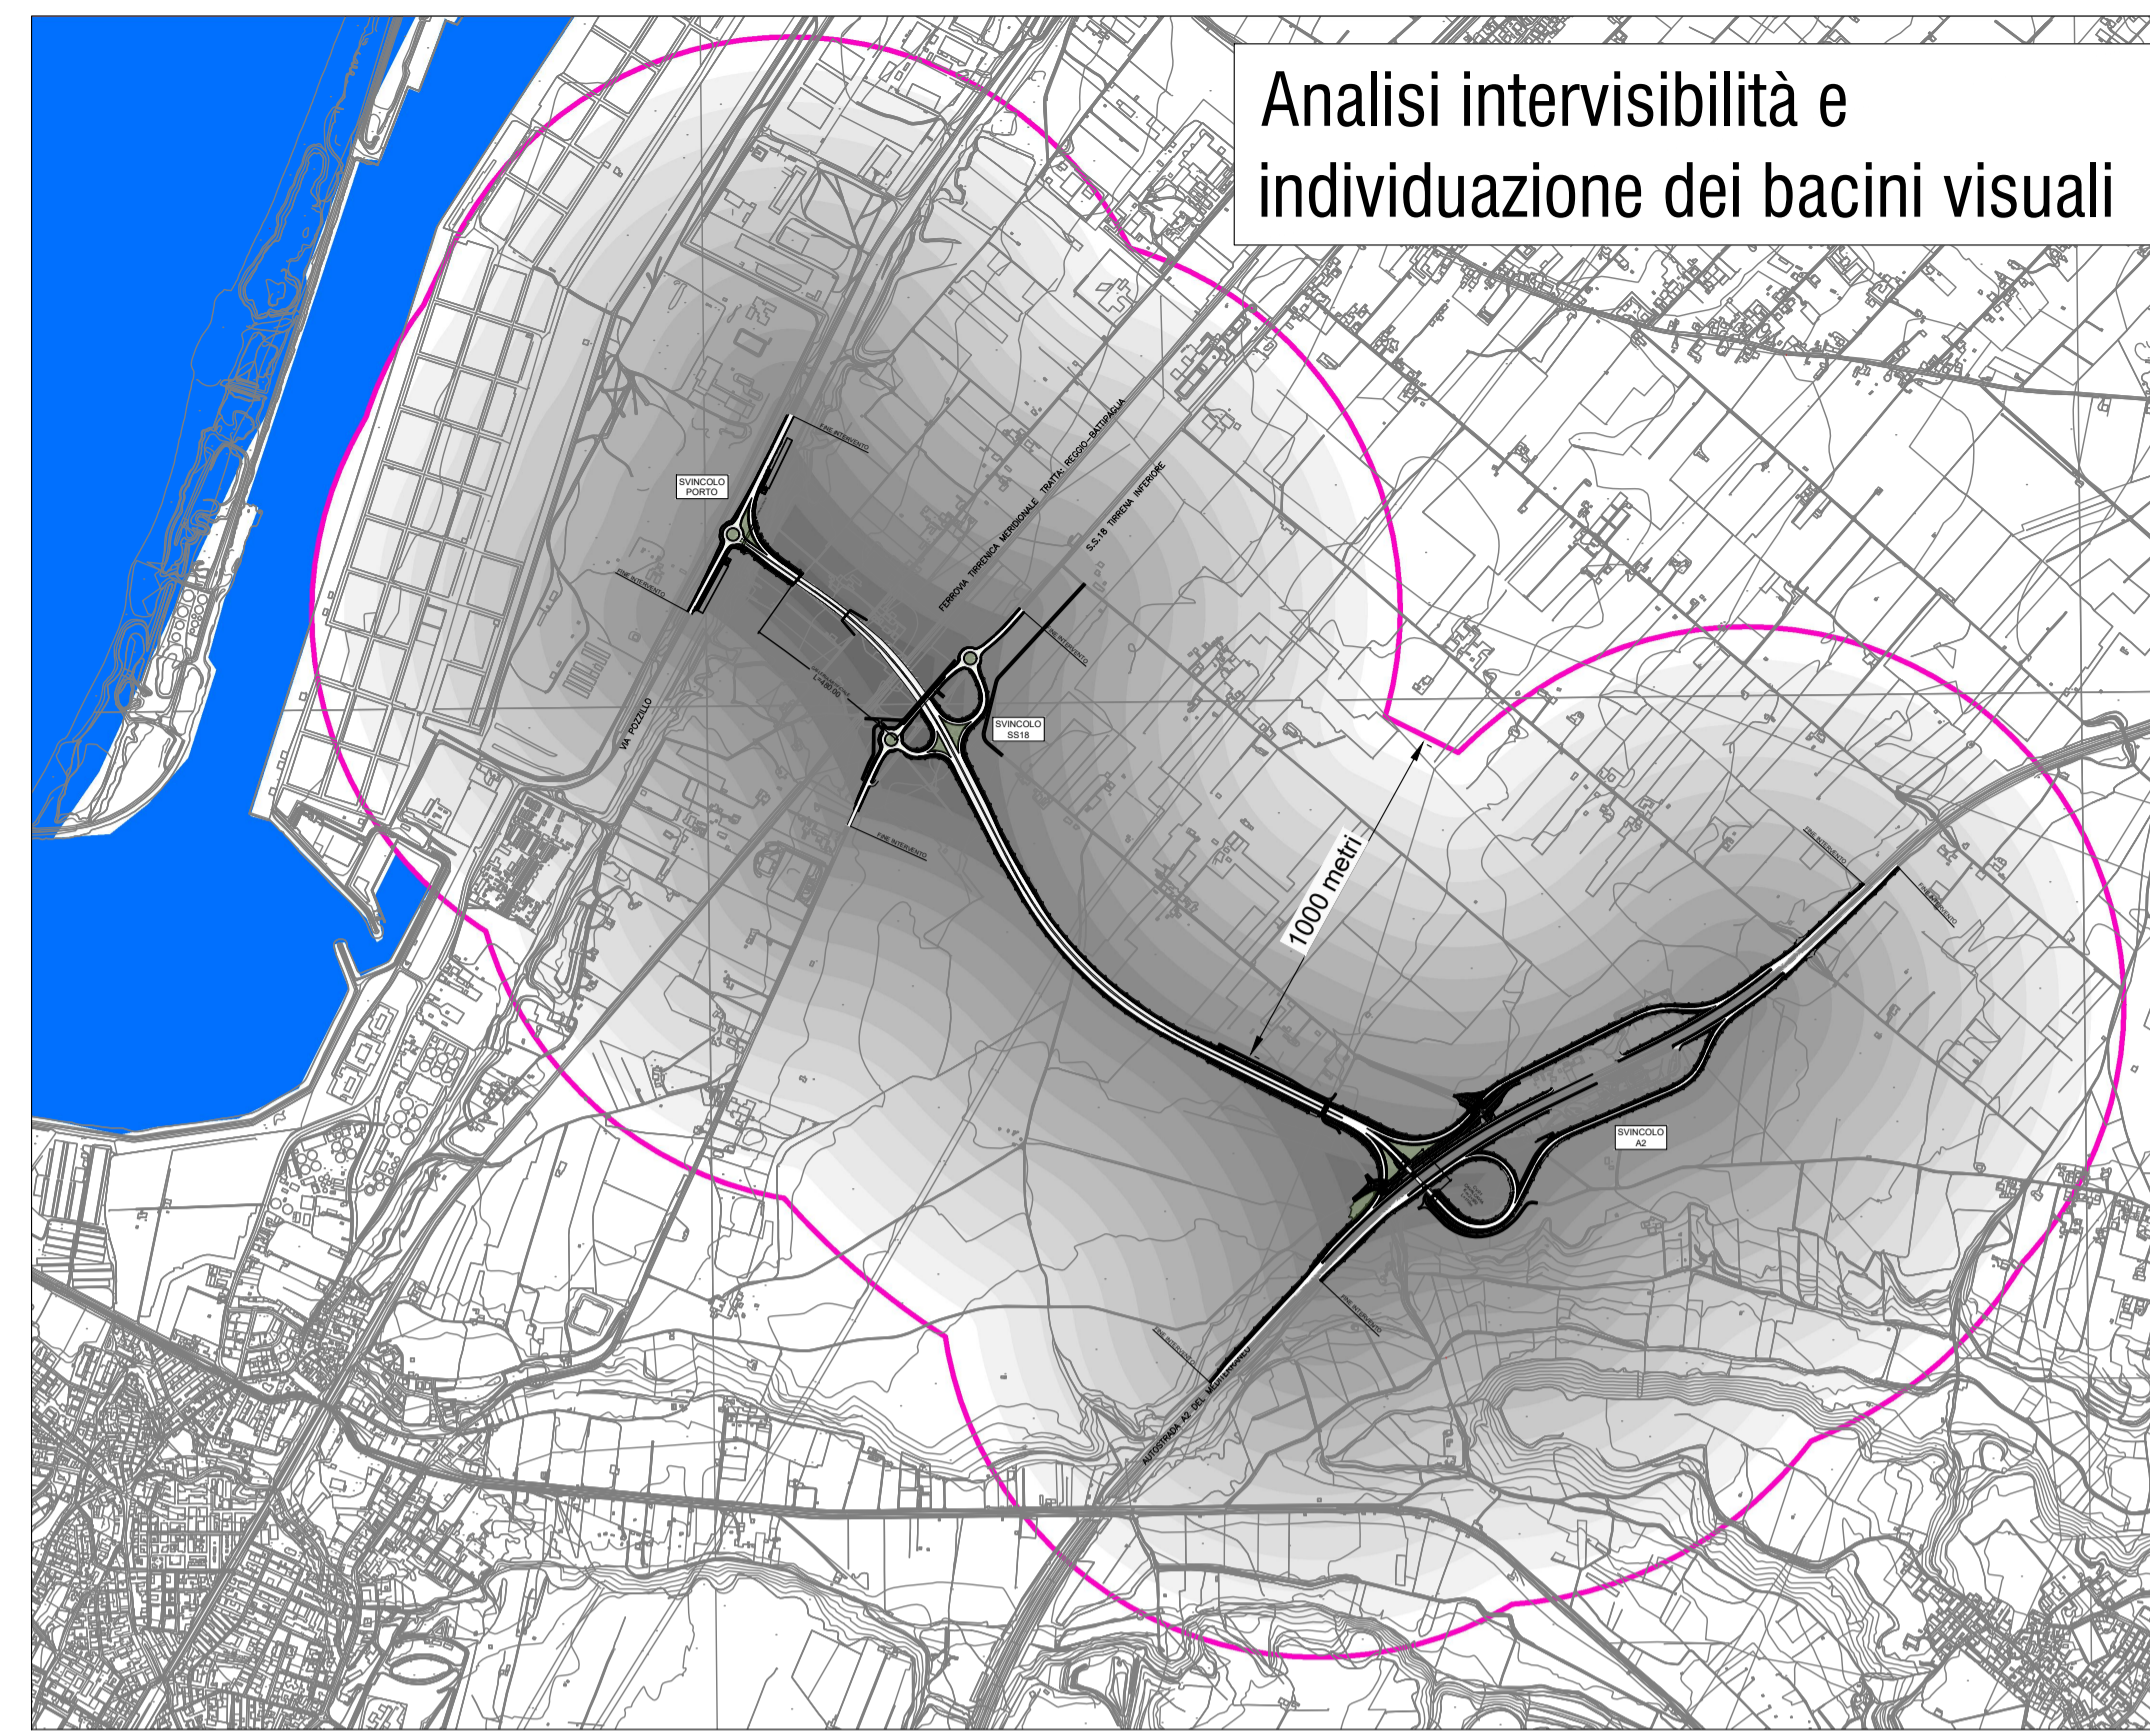 Analisi intervisibilità e
individuazione dei bacini visuali
SVINCOLO
PORTO
FINE INTERVENTO
FINE INTERVENTO
FERROVIA TIRRENICA MERIDIONALE TRATTA: REGGIO-BATTIPAGLIA
S.S.18 TIRRENA INFERIORE
FINE INTERVENTO
L=480.00
VIA POZZILLO
SVINCOLO
SS18
FINE INTERVENTO
1000 metri
FINE INTERVENTO
FINE INTERVENTO
SVINCOLO
A2
FINE INTERVENTO
FINE INTERVENTO
AUTOSTRADA A2 DEL MEDITERRANEO